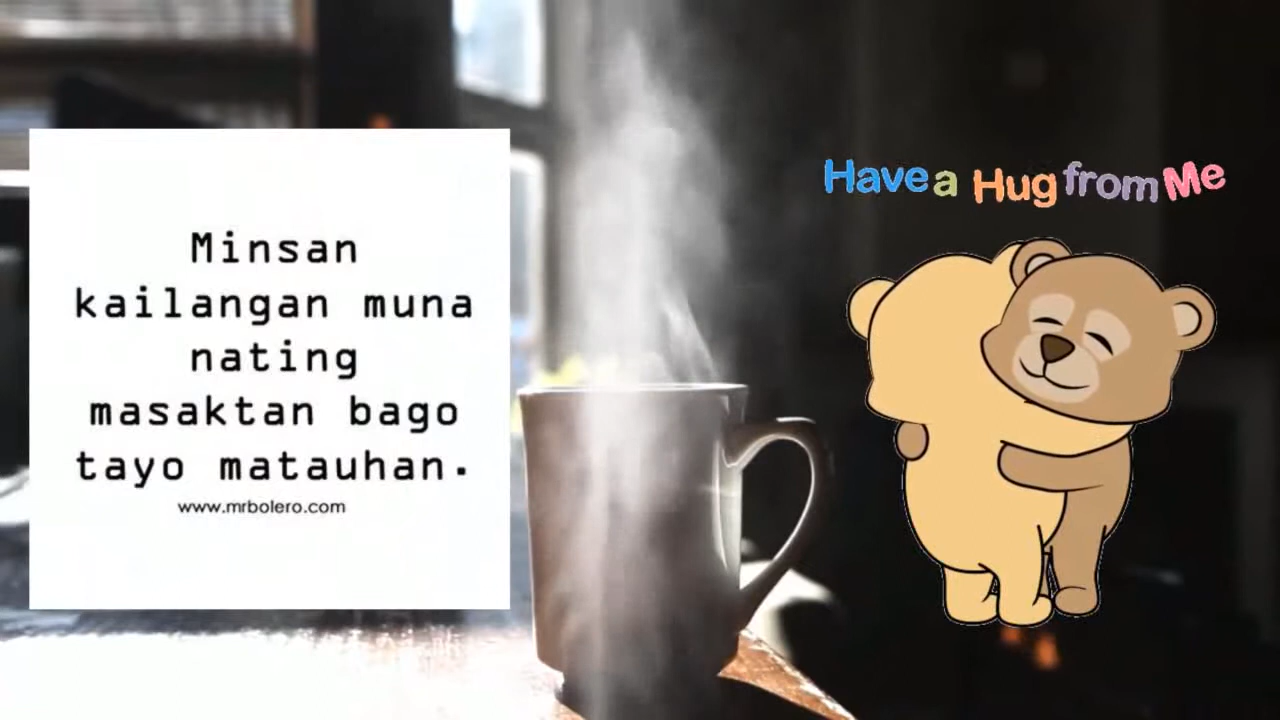 Minsan
kailangan muna
nating
masaktan bago
tayo matauhan.
www.mrbolero.com
Have a Hug from Me